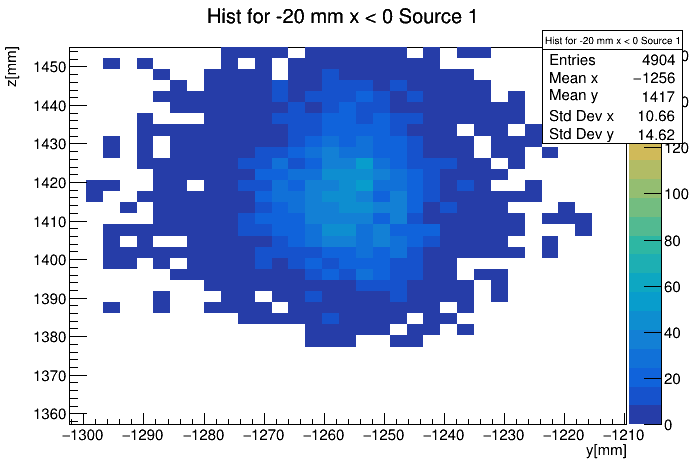 Hist for -20 mm x < 0 Source 1
z[mm]
Hist for -20 mm x < 0 Source 1
Entries 4904
Mean x −1256
Mean y 1417
Std Dev x 10.66
Std Dev y 14.62
1450
1440
1430
1420
1410
1400
1390
1380
1370
1360
120
100
80
60
40
20
0
−1300 −1290 −1280 −1270 −1260 −1250 −1240 −1230 −1220 −1210
y[mm]